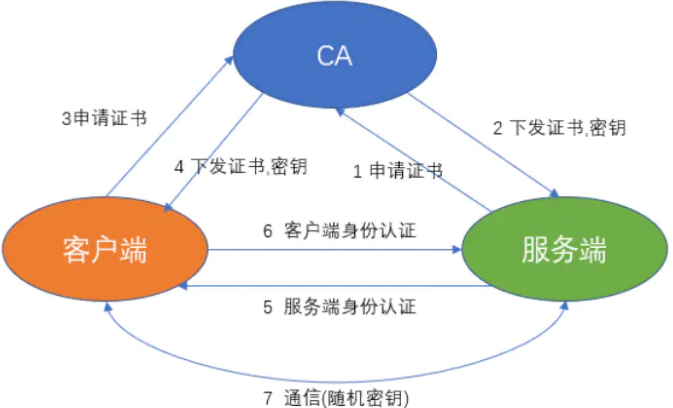 CA
3申请证书
2 下发证书,密钥
4 下发证书,密钥
1 申请证书
客户端
6 客户端身份认证
服务端
5 服务端身份认证
7 通信(随机密钥)